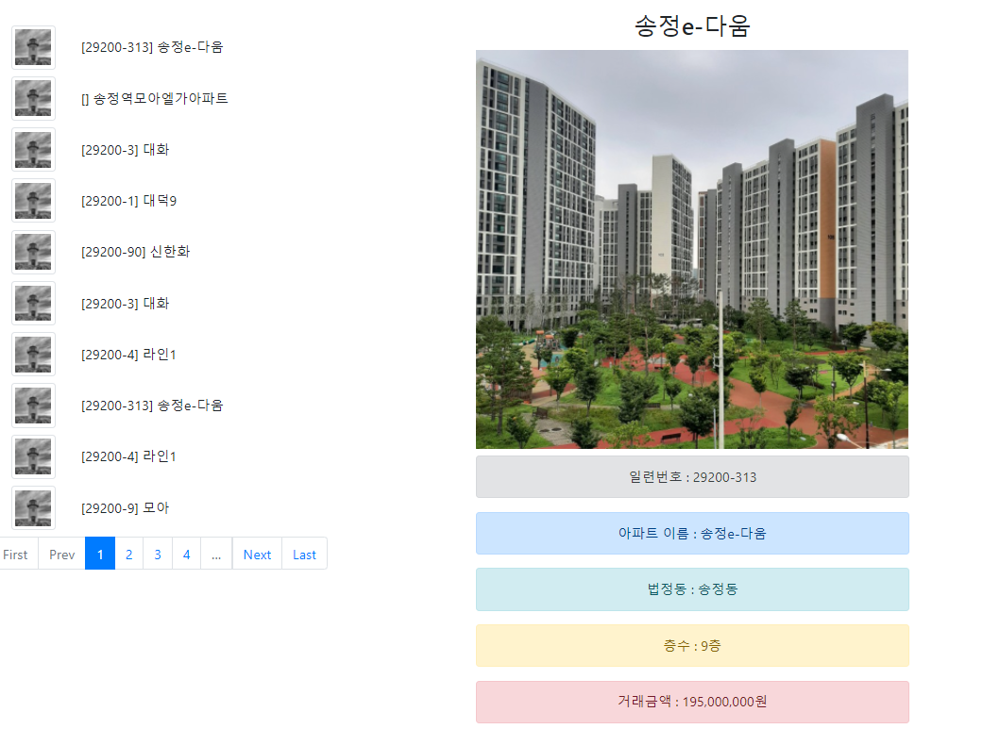 [29200-313] 송정e-다움
[] 송정역모아엘가아파트
[29200-3] 대화
[29200-1] 대덕9
[29200-90] 신한화
[29200-3] 대화
[29200-4] 라인1
[29200-313] 송정e-다움
[29200-4] 라인1
[29200-9] 모아
First Prev 1 2 3 4 ... Next Last
송정e-다움
일련번호 : 29200-313
아파트 이름 : 송정e-다움
법정동 : 송정동
층수 : 9층
거래금액 : 195,000,000원